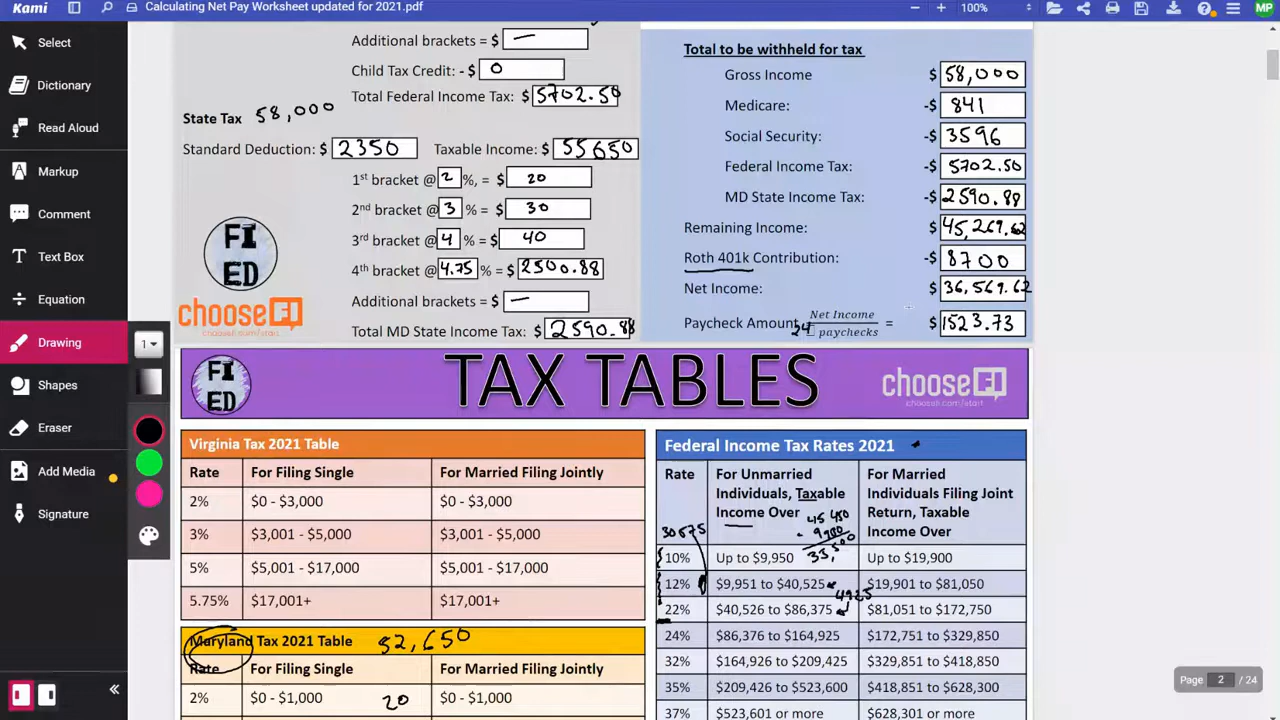 Kami
Calculating Net Pay Worksheet updated for 2021.pdf
100%
MP
Select
Dictionary
Read Aloud
Markup
Comment
Text Box
Equation
Drawing
1
Shapes
Eraser
Add Media
Signature
Additional brackets = $ —
Child Tax Credit: - $ 0
Total Federal Income Tax: $ 5702.50
State Tax 58,000
Standard Deduction: $ 2350 Taxable Income: $ 55650
1st bracket @ 2 %, = $ 20
2nd bracket @ 3 % = $ 30
3rd bracket @ 4 % = $ 40
4th bracket @ 4.75 % = $ 2500.88
Additional brackets = $ —
Total MD State Income Tax: $ 2590.88
FI
ED
chooseFI
choosefi.com/start
Total to be withheld for tax
Gross Income $ 58,000
Medicare: -$ 841
Social Security: -$ 3596
Federal Income Tax: -$ 5702.50
MD State Income Tax: -$ 2590.88
Remaining Income: $ 45,269.62
Roth 401k Contribution: -$ 8700
Net Income: $ 36,569.62
Paycheck Amount Net Income = $ 1523.73
24 paychecks
FI
ED
TAX TABLES
chooseFI
choosefi.com/start
Virginia Tax 2021 Table
Rate For Filing Single For Married Filing Jointly
2% $0 - $3,000 $0 - $3,000
3% $3,001 - $5,000 $3,001 - $5,000
5% $5,001 - $17,000 $5,001 - $17,000
5.75% $17,001+ $17,001+
Maryland Tax 2021 Table 52,650
Rate For Filing Single For Married Filing Jointly
2% $0 - $1,000 20 $0 - $1,000
Federal Income Tax Rates 2021
Rate For Unmarried Individuals, Taxable Income Over For Married Individuals Filing Joint Return, Taxable Income Over
30575
10% Up to $9,950 Up to $19,900
12% $9,951 to $40,525 $19,901 to $81,050
4925
22% $40,526 to $86,375 $81,051 to $172,750
24% $86,376 to $164,925 $172,751 to $329,850
32% $164,926 to $209,425 $329,851 to $418,850
35% $209,426 to $523,600 $418,851 to $628,300
37% $523,601 or more $628,301 or more
Page 2 / 24